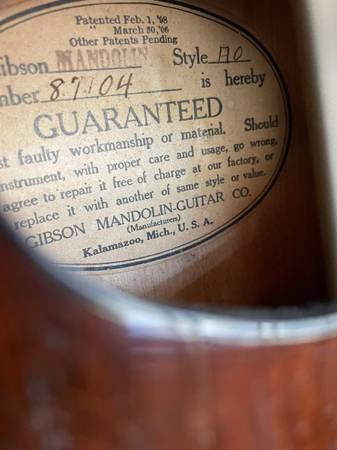 Patented Feb. 1, '98
" March 30, '06
Other Patents Pending
Gibson MANDOLIN Style
mber 87104 is hereby
GUARANTEED
st faulty workmanship or material. Should
instrument, with proper care and usage, go wrong,
agree to repair it free of charge at our factory, or
replace it with another of same style or value.
GIBSON MANDOLIN-GUITAR CO.
(Manufacturers)
Kalamazoo, Mich., U. S. A.